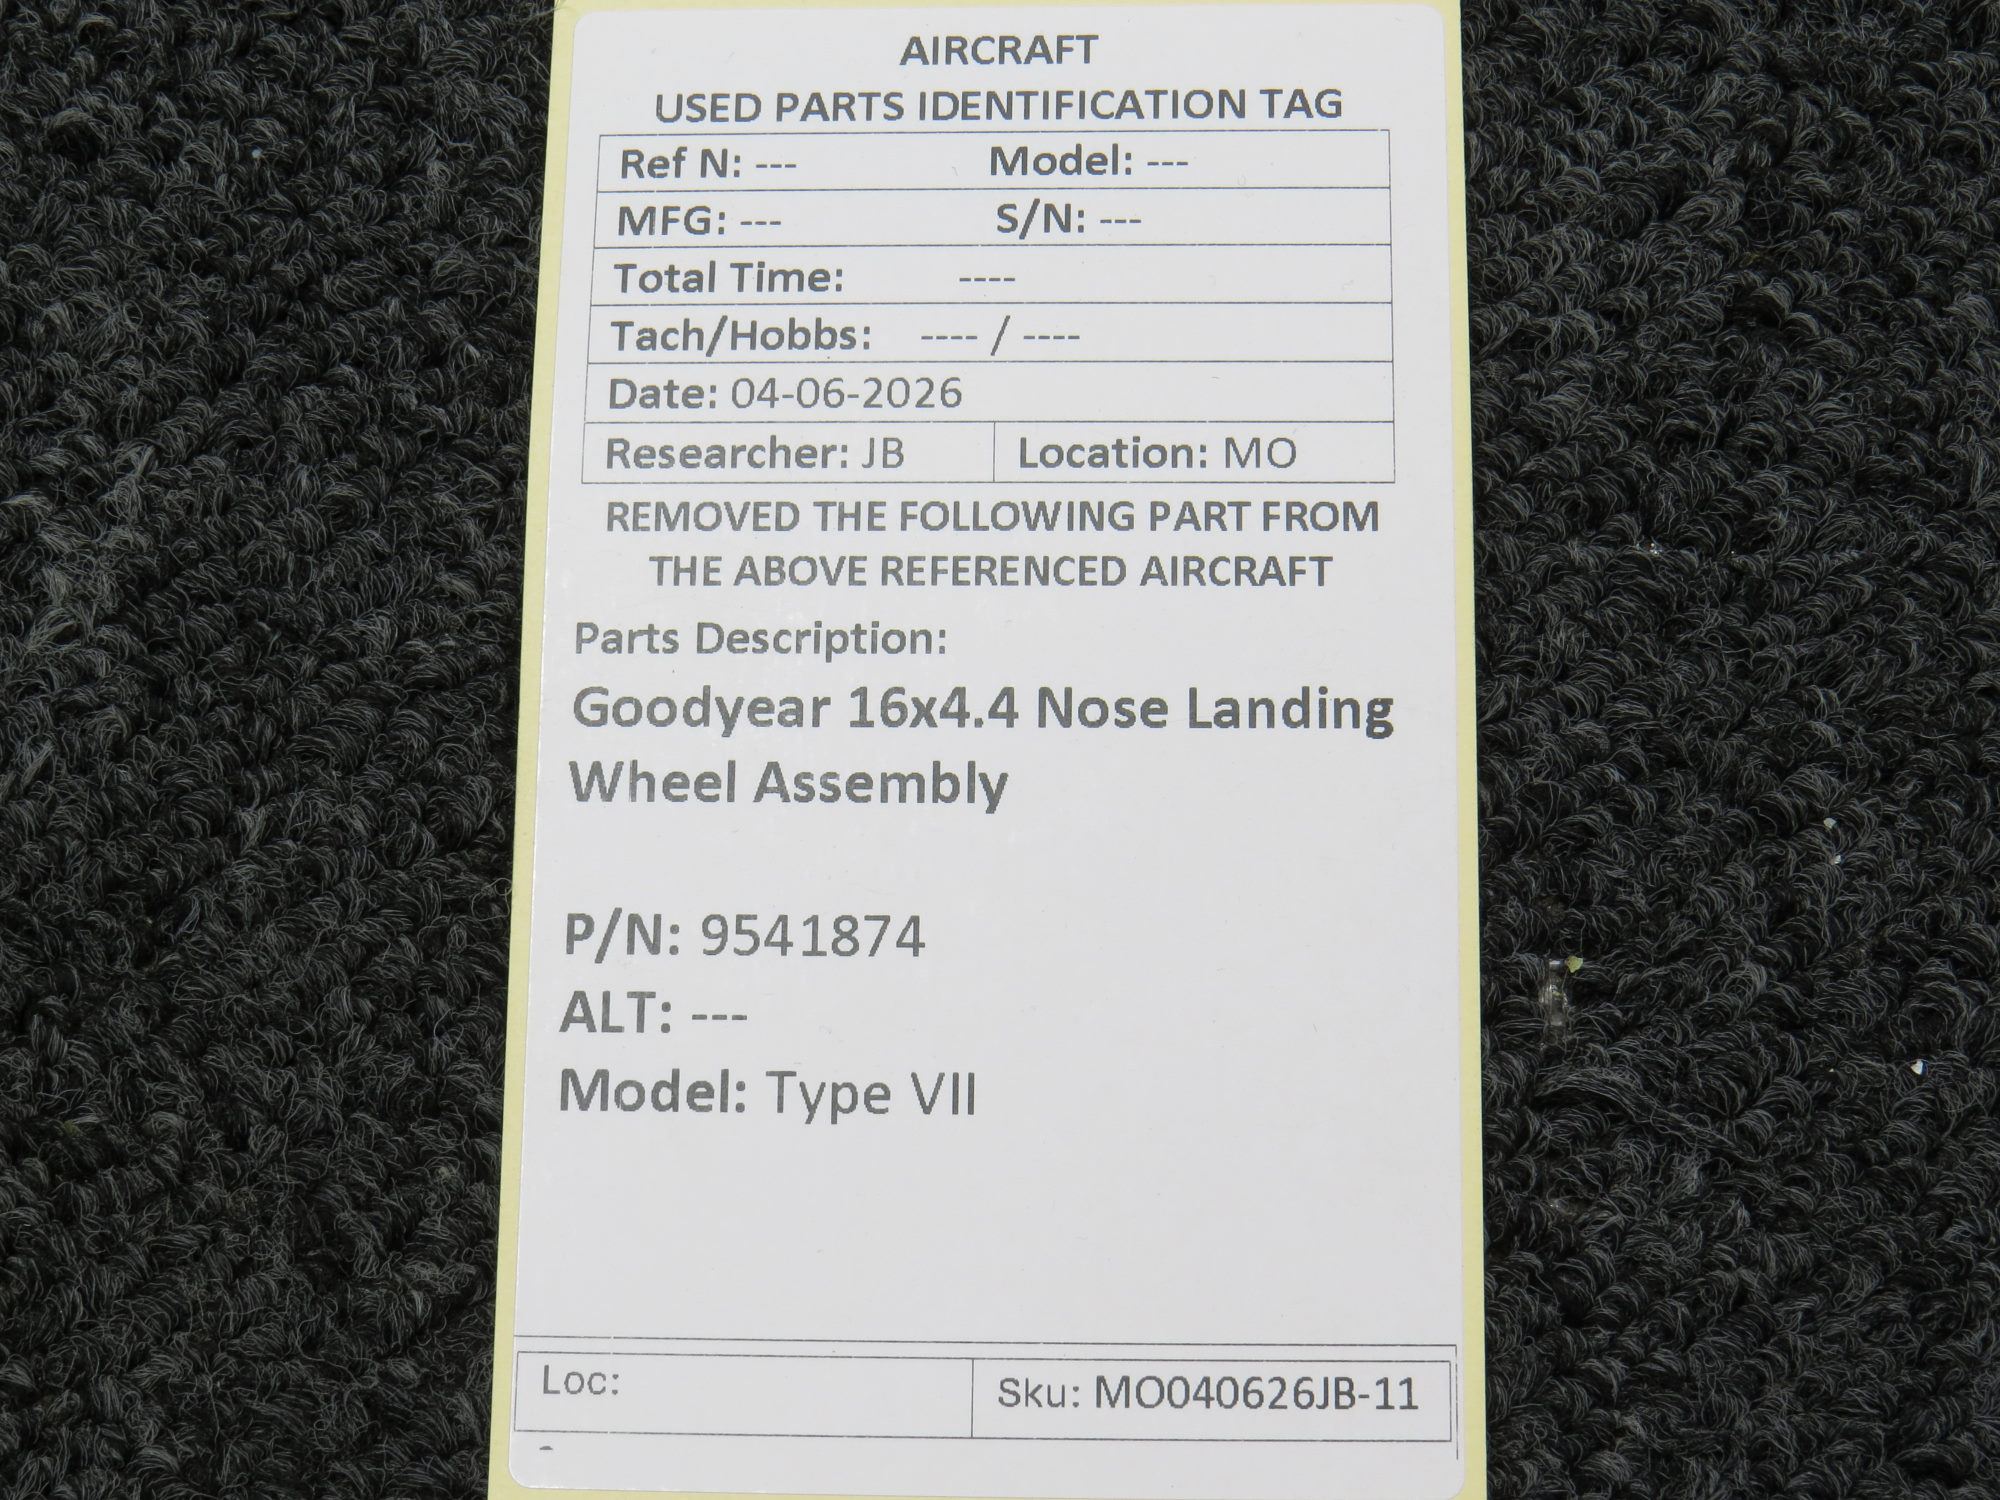 AIRCRAFT
USED PARTS IDENTIFICATION TAG
Ref N: --- Model: ---
MFG: --- S/N: ---
Total Time: ----
Tach/Hobbs: ---- / ----
Date: 04-06-2026
Researcher: JB Location: MO
REMOVED THE FOLLOWING PART FROM
THE ABOVE REFERENCED AIRCRAFT
Parts Description:
Goodyear 16x4.4 Nose Landing
Wheel Assembly
P/N: 9541874
ALT: ---
Model: Type VII
Loc: Sku: MO040626JB-11